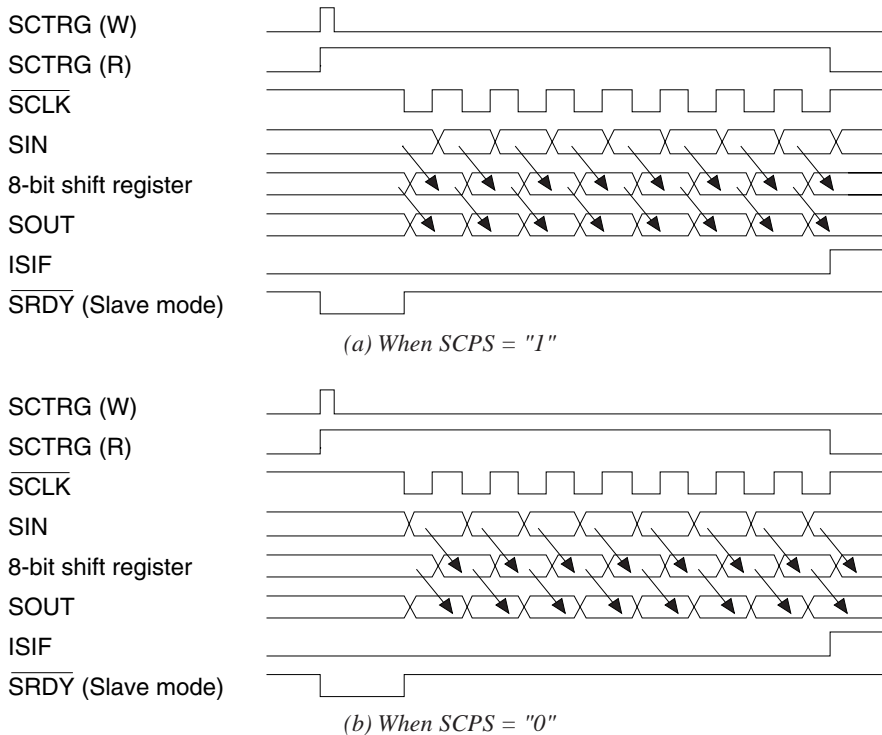 SCTRG (W)
SCTRG (R)
SCLK
SIN
8-bit shift register
SOUT
ISIF
SRDY (Slave mode)
(a) When SCPS = "1"
SCTRG (W)
SCTRG (R)
SCLK
SIN
8-bit shift register
SOUT
ISIF
SRDY (Slave mode)
(b) When SCPS = "0"